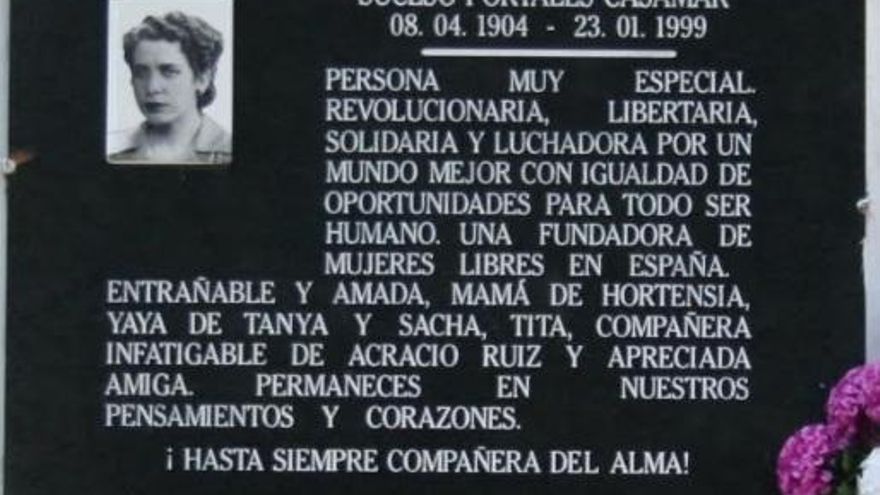 SUCESO PORTALES CASAMAR
08. 04. 1904 - 23. 01. 1999
PERSONA MUY ESPECIAL.
REVOLUCIONARIA, LIBERTARIA,
SOLIDARIA Y LUCHADORA POR UN
MUNDO MEJOR CON IGUALDAD DE
OPORTUNIDADES PARA TODO SER
HUMANO. UNA FUNDADORA DE
MUJERES LIBRES EN ESPAÑA.
ENTRAÑABLE Y AMADA, MAMÁ DE HORTENSIA,
YAYA DE TANYA Y SACHA, TITA, COMPAÑERA
INFATIGABLE DE ACRACIO RUIZ Y APRECIADA
AMIGA. PERMANECES EN NUESTROS
PENSAMIENTOS Y CORAZONES.
¡ HASTA SIEMPRE COMPAÑERA DEL ALMA!